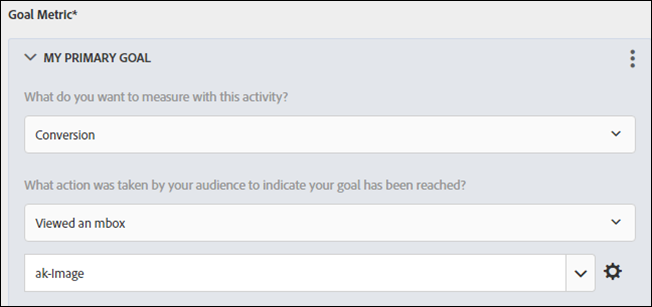 Goal Metric*
MY PRIMARY GOAL
What do you want to measure with this activity?
Conversion
What action was taken by your audience to indicate your goal has been reached?
Viewed an mbox
ak-Image